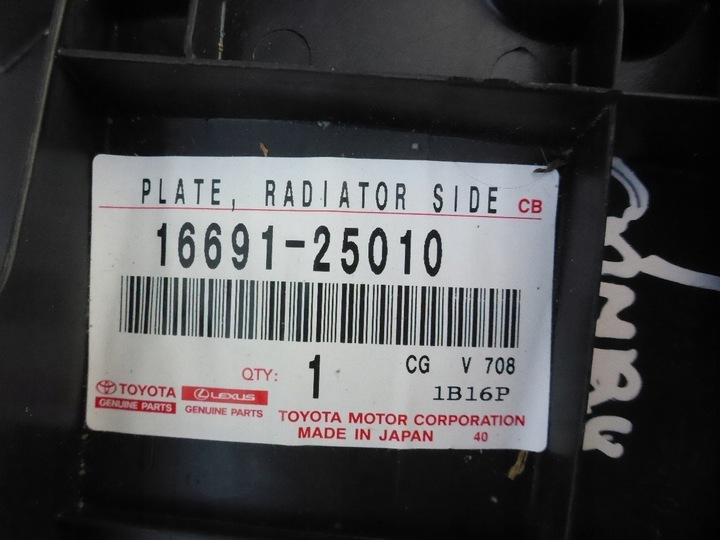 PLATE, RADIATOR SIDE CB
16691-25010
QTY: 1 CG V 708
1B16P
TOYOTA GENUINE PARTS
LEXUS GENUINE PARTS
TOYOTA MOTOR CORPORATION
MADE IN JAPAN 40